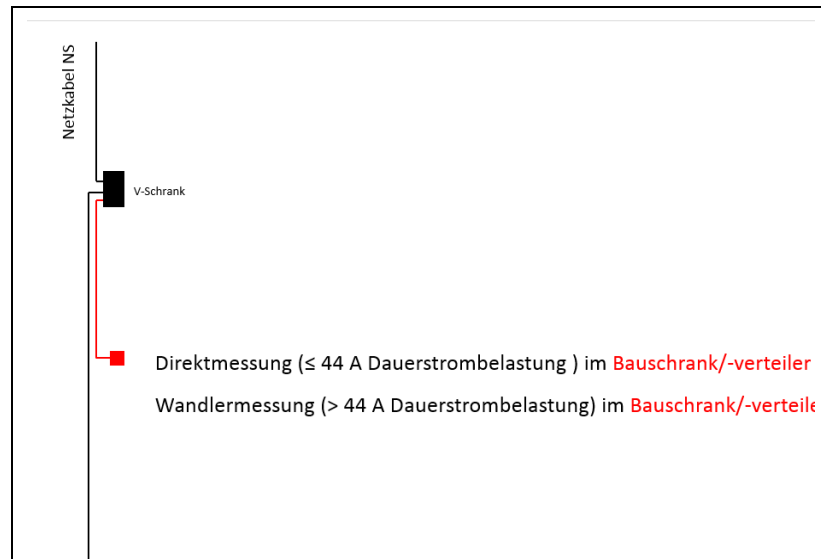 Netzkabel NS
V-Schrank
Direktmessung (≤ 44 A Dauerstrombelastung ) im Bauschrank/-verteiler
Wandlermessung (> 44 A Dauerstrombelastung) im Bauschrank/-verteile